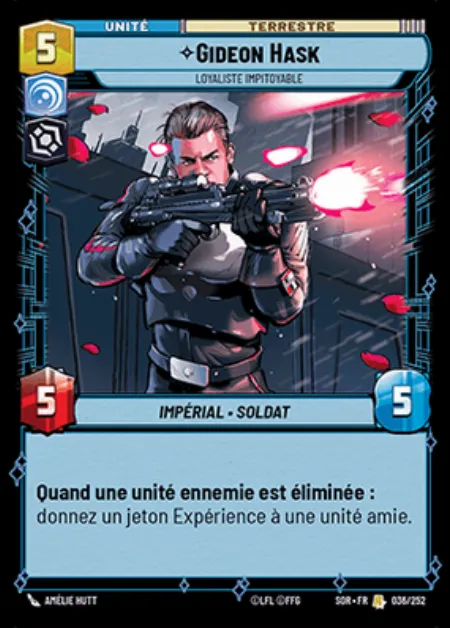 5
UNITÉ
TERRESTRE
GIDEON HASK
LOYALISTE IMPITOYABLE
5
IMPÉRIAL • SOLDAT
5
Quand une unité ennemie est éliminée :
donnez un jeton Expérience à une unité amie.
AMÉLIE HUTT
©LFL ©FFG
SOR • FR
036/252